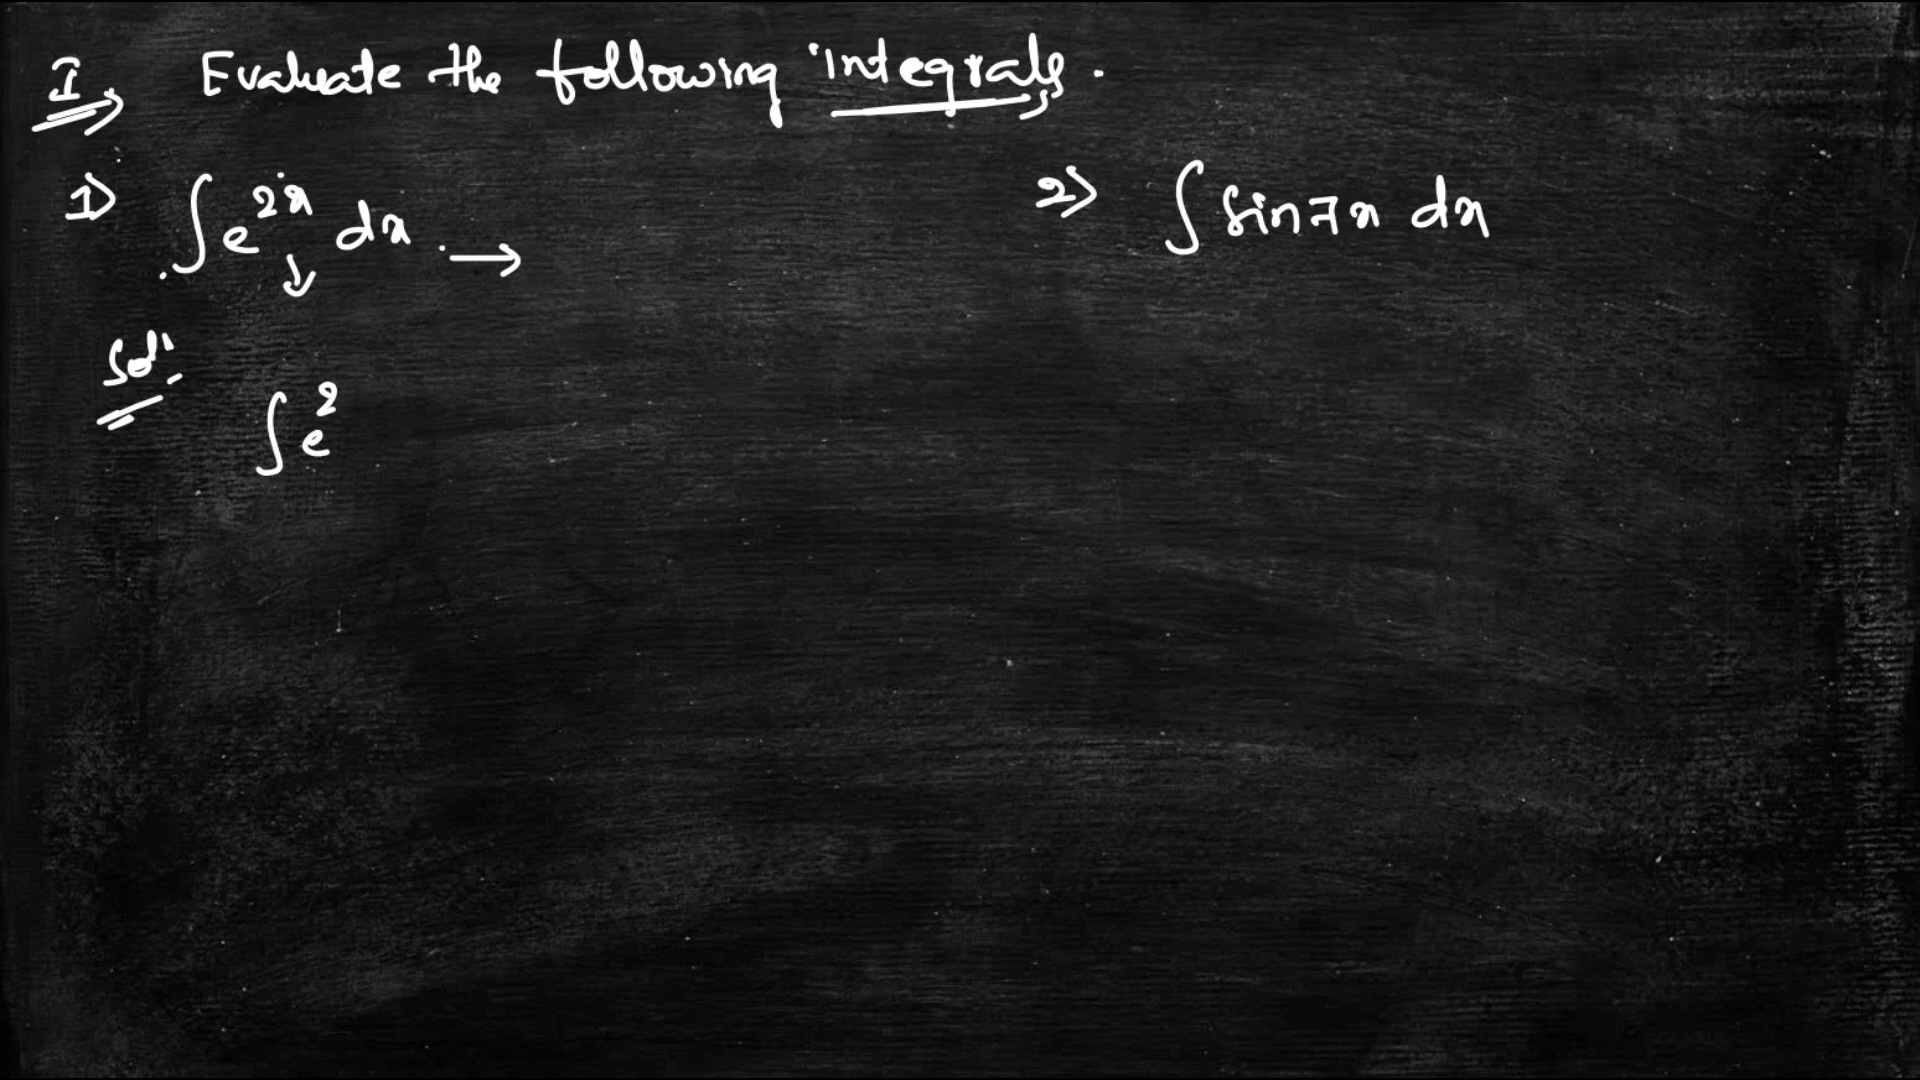 I, Evaluate the following integrals.
1) ∫ e^{2x} dx. →
2) ∫ sin7x dx
↓
Sol:
∫ e^2